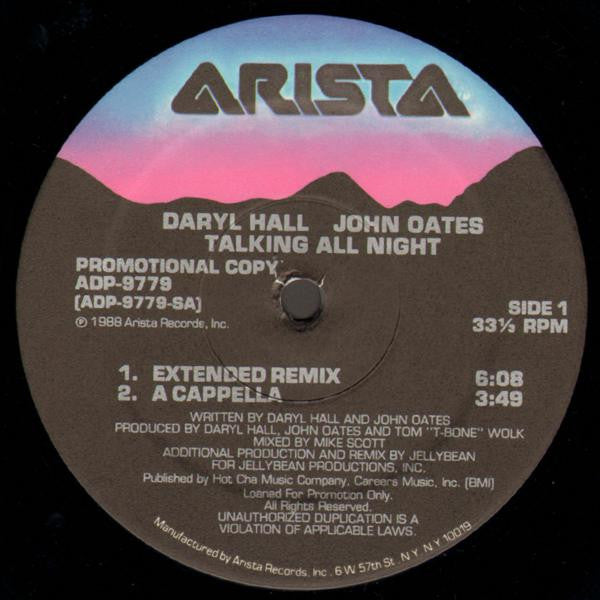 ARISTA
DARYL HALL JOHN OATES
TALKING ALL NIGHT
PROMOTIONAL COPY
ADP-9779
(ADP-9779-SA)
℗ 1988 Arista Records, Inc.
SIDE 1
33⅓ RPM
1. EXTENDED REMIX 6:08
2. A CAPPELLA 3:49
WRITTEN BY DARYL HALL AND JOHN OATES
PRODUCED BY DARYL HALL, JOHN OATES AND TOM "T-BONE" WOLK
MIXED BY MIKE SCOTT
ADDITIONAL PRODUCTION AND REMIX BY JELLYBEAN
FOR JELLYBEAN PRODUCTIONS, INC.
Published by Hot Cha Music Company, Careers Music, Inc. (BMI)
Loaned For Promotion Only.
All Rights Reserved.
UNAUTHORIZED DUPLICATION IS A
VIOLATION OF APPLICABLE LAWS.
Manufactured by Arista Records, Inc. 6 W 57th St. N.Y. N.Y 10019